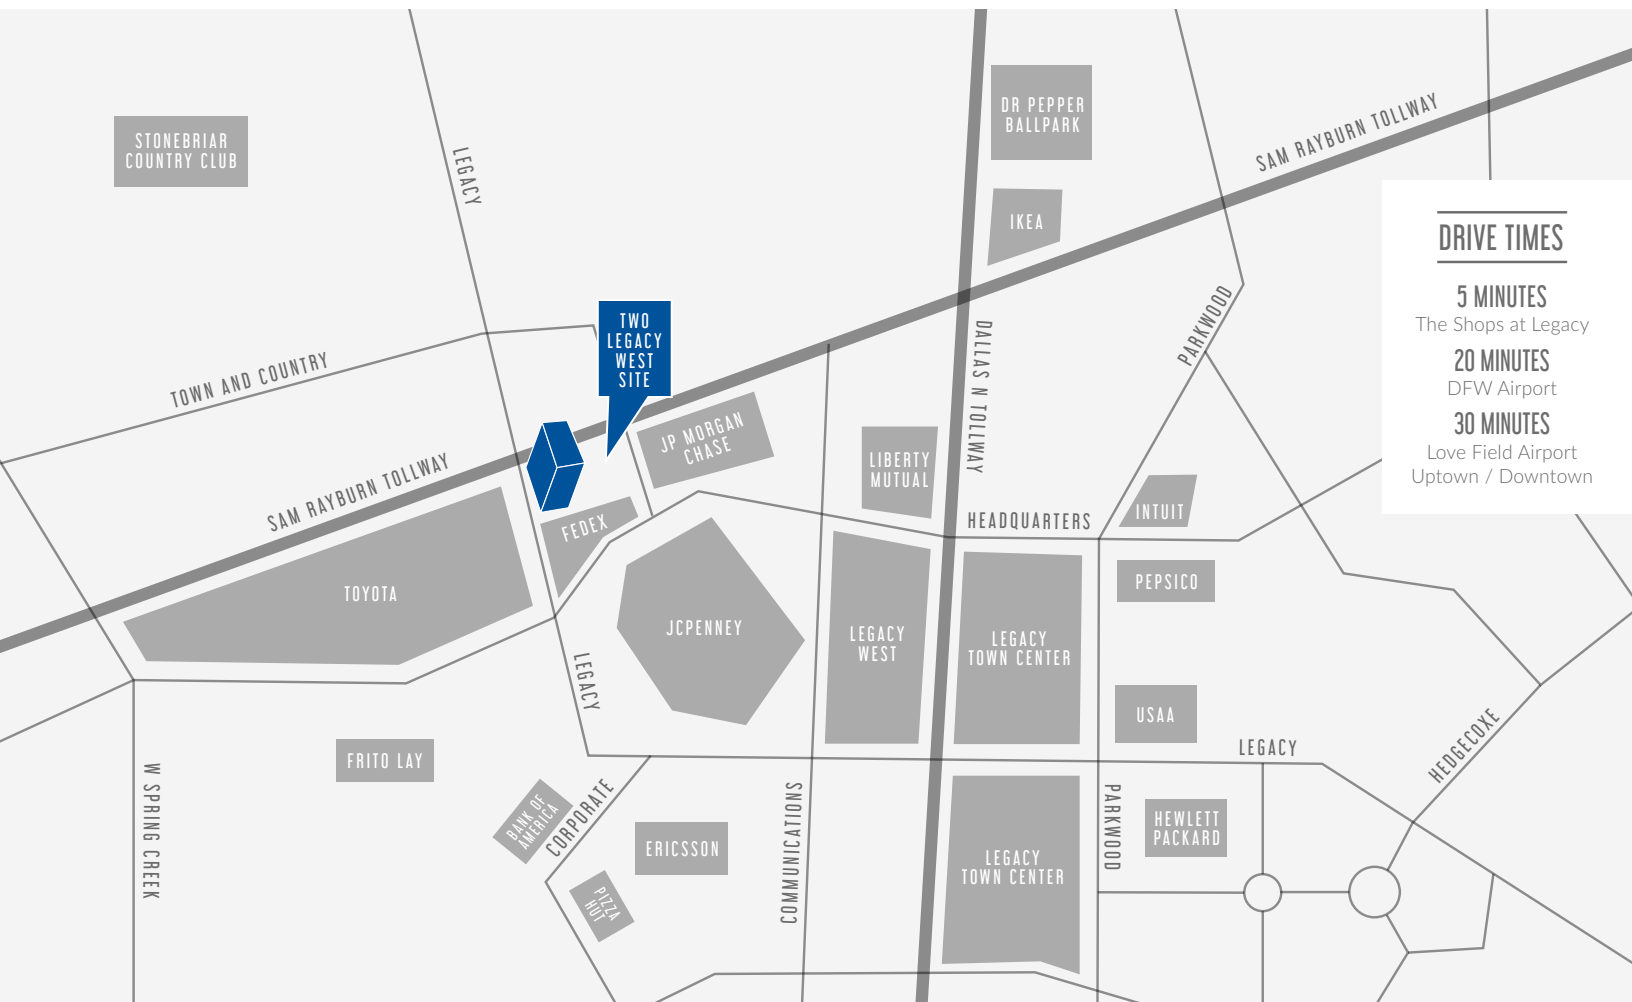 DR PEPPER
BALLPARK
SAM RAYBURN TOLLWAY
STONEBRIAR
COUNTRY CLUB
LEGACY
IKEA
DRIVE TIMES
5 MINUTES
The Shops at Legacy
20 MINUTES
DFW Airport
30 MINUTES
Love Field Airport
Uptown / Downtown
TWO
LEGACY
WEST
SITE
PARKWOOD
DALLAS N TOLLWAY
TOWN AND COUNTRY
JP MORGAN
CHASE
SAM RAYBURN TOLLWAY
LIBERTY
MUTUAL
FEDEX
HEADQUARTERS
INTUIT
TOYOTA
PEPSICO
JCPENNEY
LEGACY
WEST
LEGACY
TOWN CENTER
LEGACY
USAA
LEGACY
HEDGECOXE
FRITO LAY
W SPRING CREEK
BANK OF
AMERICA
CORPORATE
ERICSSON
COMMUNICATIONS
PARKWOOD
HEWLETT
PACKARD
LEGACY
TOWN CENTER
PIZZA
HUT